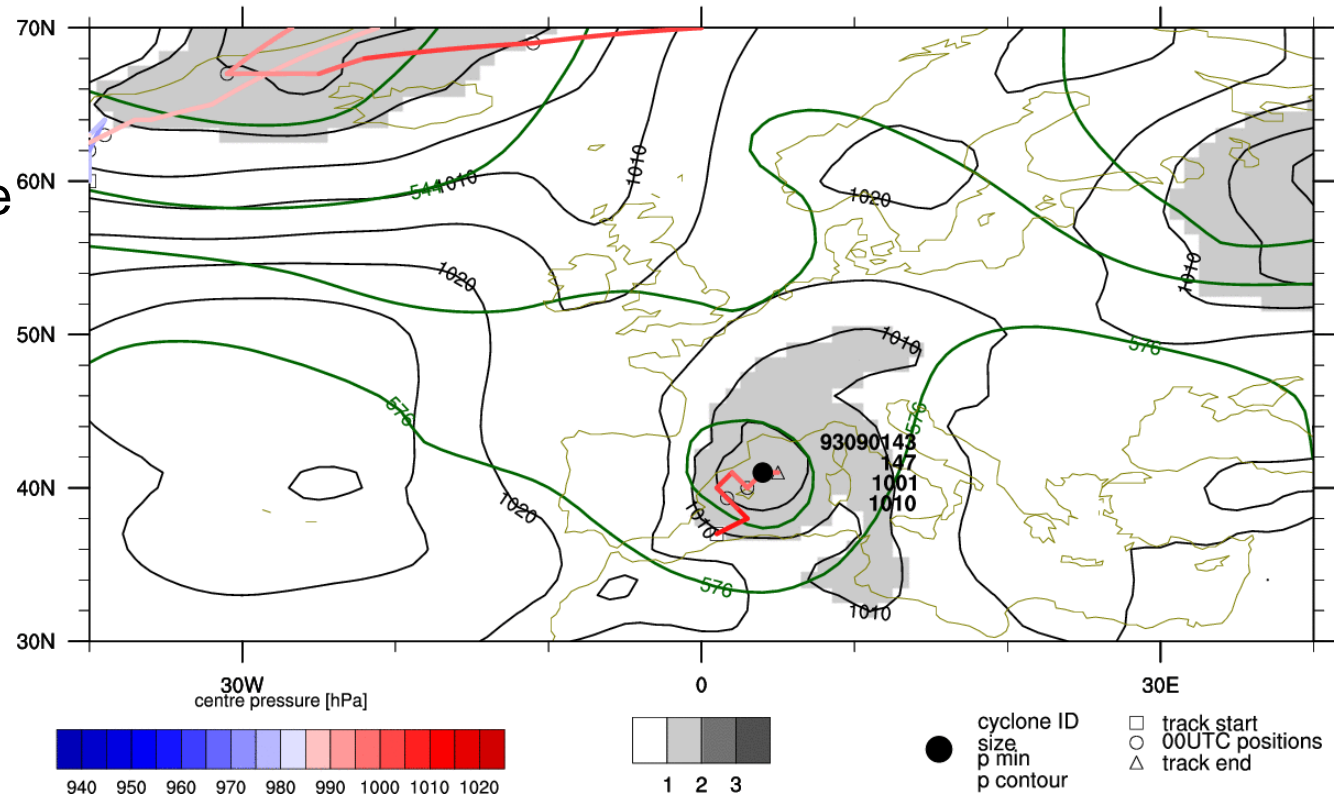 70N
1010
1010
60N
544
1010
1020
e
1020
1010
50N
1010
576
576
576
93090143
147
40N
1001
1010
1020
1010
576
1010
30N
30W
0
30E
centre pressure [hPa]
940 950 960 970 980 990 1000 1010 1020
1 2 3
cyclone ID
size
p min
p contour
track start
00UTC positions
track end